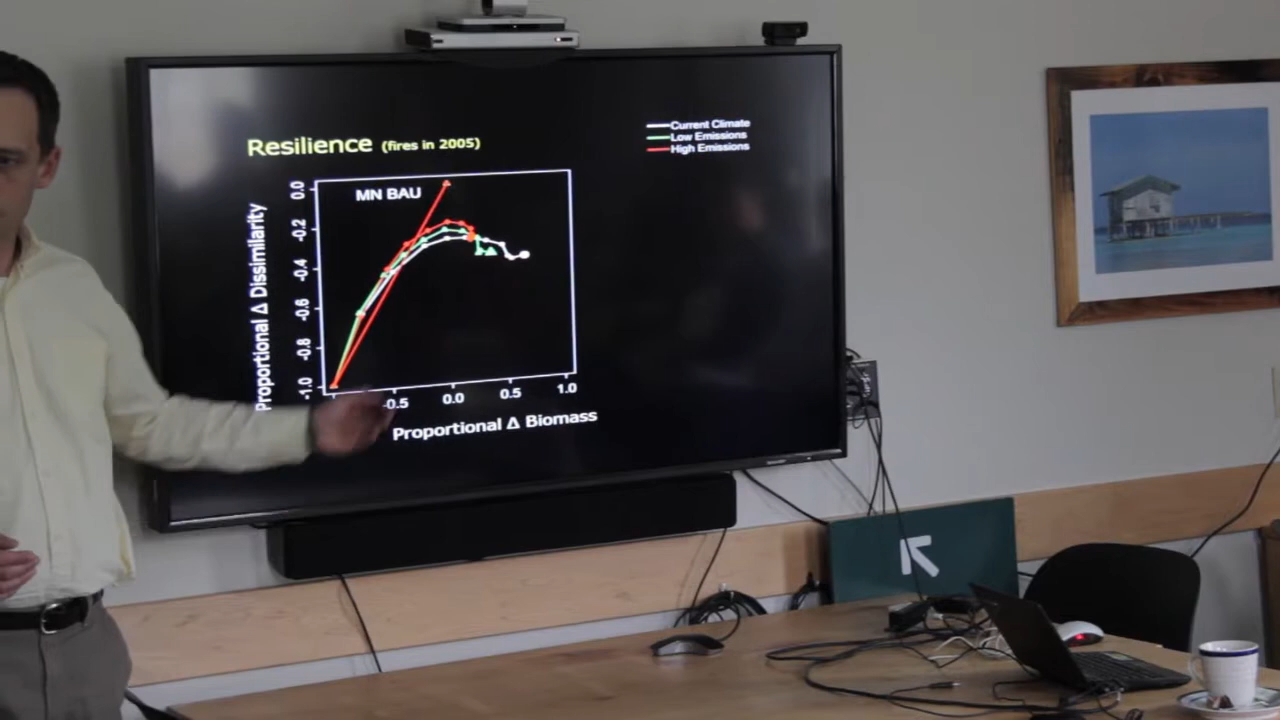 Resilience (fires in 2005)
Current Climate
Low Emissions
High Emissions
MN BAU
Proportional Δ Dissimilarity
0.0
-0.2
-0.4
-0.6
-0.8
-1.0
-0.5
0.0
0.5
1.0
Proportional Δ Biomass